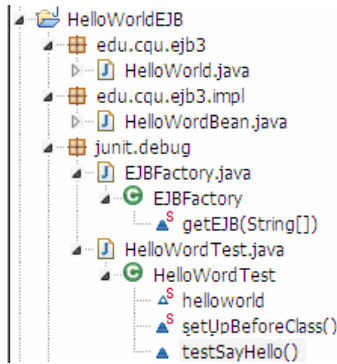 HelloWorldEJB
edu.cqu.ejb3
HelloWorld.java
edu.cqu.ejb3.impl
HelloWordBean.java
junit.debug
EJBFactory.java
EJBFactory
S getEJB(String[])
HelloWordTest.java
HelloWordTest
S helloworld
S setUpBeforeClass()
testSayHello()